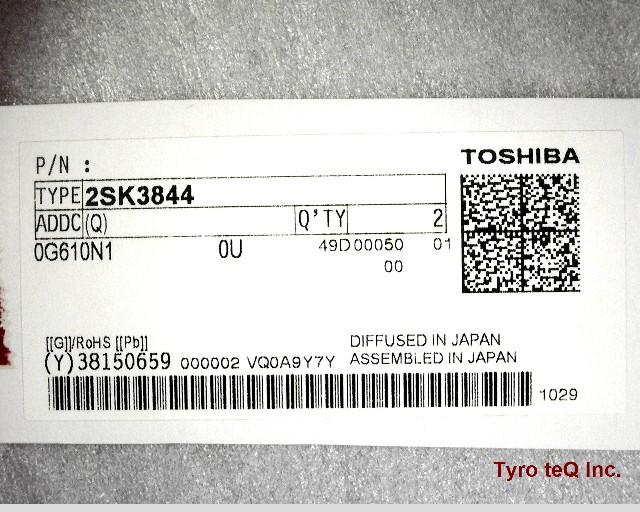 P/N :
TOSHIBA
TYPE 2SK3844
ADDC (Q) Q'TY 2
0G610N1 0U 49D00050 01
00
[[G]]/RoHS [[Pb]] DIFFUSED IN JAPAN
(Y)38150659 000002 VQ0A9Y7Y ASSEMBLED IN JAPAN
1029
Tyro teQ Inc.